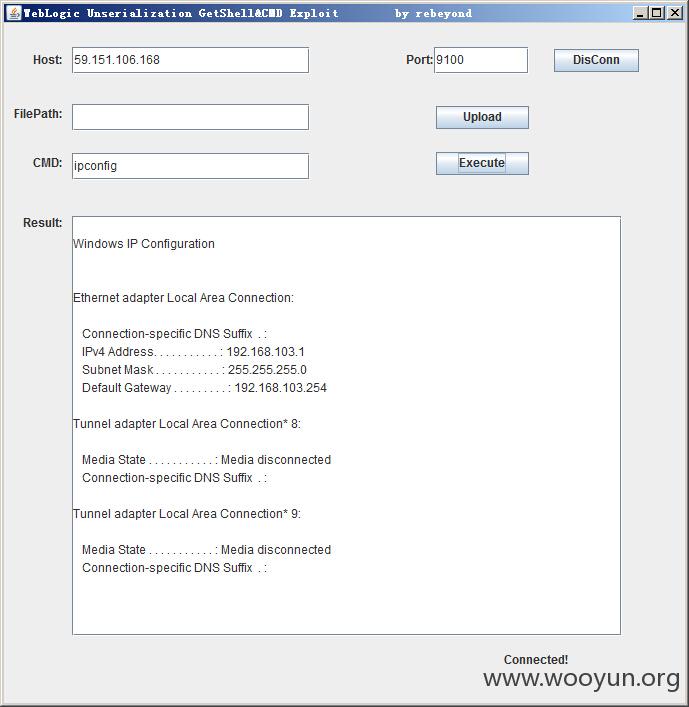 WebLogic Unserialization GetShell&CMD Exploit by rebeyond
Host: 59.151.106.168 Port: 9100 DisConn
FilePath: Upload
CMD: ipconfig Execute
Result:
Windows IP Configuration
Ethernet adapter Local Area Connection:
Connection-specific DNS Suffix . :
IPv4 Address. . . . . . . . . . . : 192.168.103.1
Subnet Mask . . . . . . . . . . . : 255.255.255.0
Default Gateway . . . . . . . . . : 192.168.103.254
Tunnel adapter Local Area Connection* 8:
Media State . . . . . . . . . . . : Media disconnected
Connection-specific DNS Suffix . :
Tunnel adapter Local Area Connection* 9:
Media State . . . . . . . . . . . : Media disconnected
Connection-specific DNS Suffix . :
Connected!
www.wooyun.org